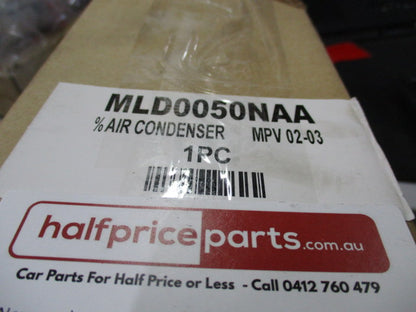 MLD0050NAA
% AIR CONDENSER MPV 02-03
1RC
halfpriceparts.com.au
Car Parts For Half Price or Less - Call 0412 760 479